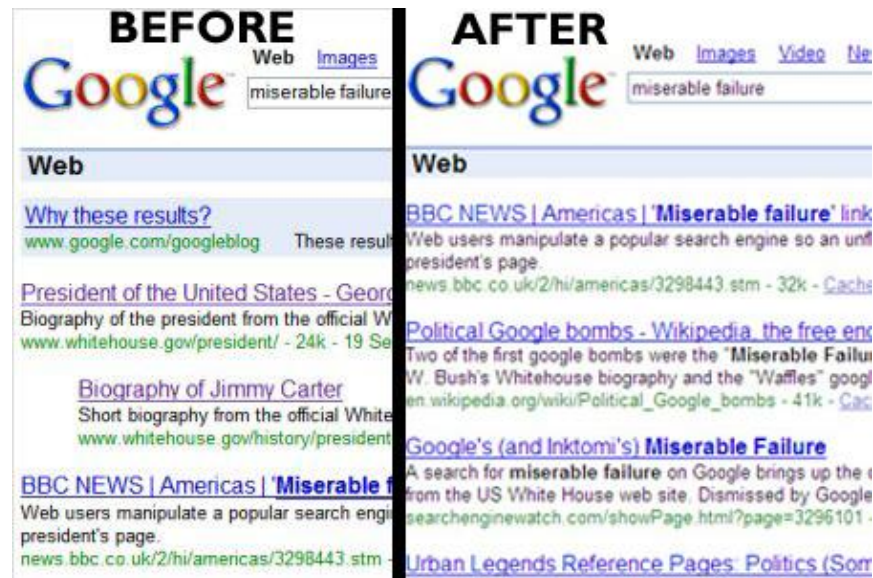 BEFORE
Google
Web Images
miserable failure
Web
Why these results?
www.google.com/googleblog These resul
President of the United States - Georg
Biography of the president from the official W
www.whitehouse.gov/president/ - 24k - 19 Se
Biography of Jimmy Carter
Short biography from the official White
www.whitehouse.gov/history/president
BBC NEWS | Americas | 'Miserable f
Web users manipulate a popular search engi
president's page.
news.bbc.co.uk/2/hi/americas/3298443.stm -
AFTER
Google
Web Images Video Ne
miserable failure
Web
BBC NEWS | Americas | 'Miserable failure' link
Web users manipulate a popular search engine so an unfl
president's page.
news.bbc.co.uk/2/hi/americas/3298443.stm - 32k - Cache
Political Google bombs - Wikipedia, the free enc
Two of the first google bombs were the "Miserable Failur
W. Bush's Whitehouse biography and the "Waffles" googl
en.wikipedia.org/wiki/Political_Google_bombs - 41k - Cac
Google's (and Inktomi's) Miserable Failure
A search for miserable failure on Google brings up the o
from the US White House web site. Dismissed by Google
searchenginewatch.com/showPage.html?page=3296101 -
Urban Legends Reference Pages: Politics (Som